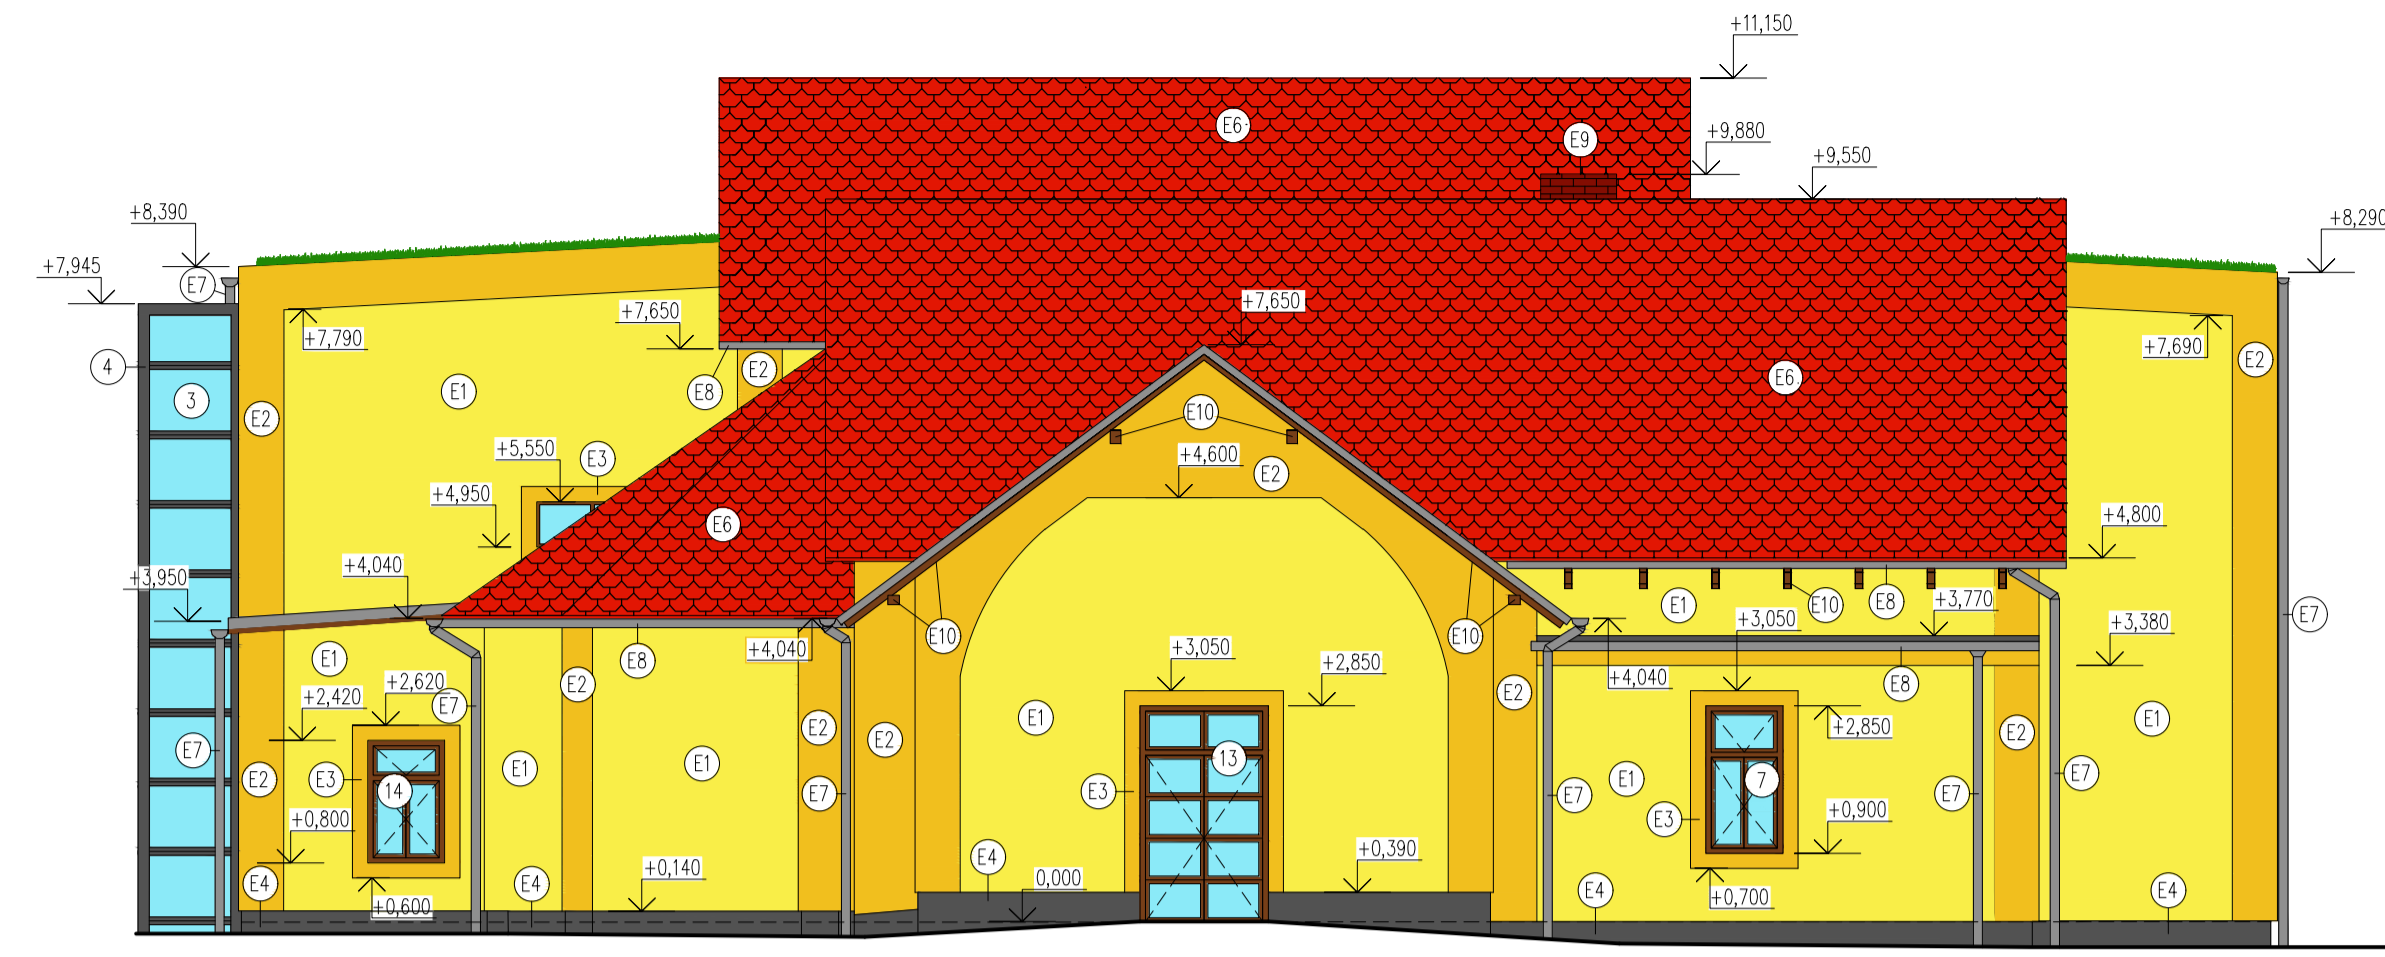 +11,150
E6
E9
+9,880
+9,550
+8,390
+8,290
+7,945
E7
+7,650
+7,650
+7,790
+7,690
4
E2
E2
E1
E8
E6
3
E10
E2
+5,550
E3
+4,600
E2
+4,950
E6
+4,800
+4,040
+3,950
E1
E10
E8
+3,770
E7
+3,050
+3,380
E10
E10
+4,040
E1
E8
+3,050
+2,850
+4,040
E2
E8
+2,620
E2
+2,420
E7
E1
E1
E2
E2
E2
+2,850
E7
E1
E1
13
E7
E2
E3
14
E3
E7
E7
E1
7
E7
+0,800
E3
+0,900
E4
+0,390
+0,140
0,000
E4
E4
E4
E4
+0,600
+0,700